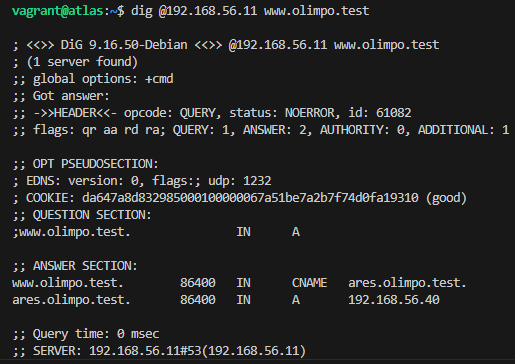 vagrant@atlas:~$ dig @192.168.56.11 www.olimpo.test
; <<>> DiG 9.16.50-Debian <<>> @192.168.56.11 www.olimpo.test
; (1 server found)
;; global options: +cmd
;; Got answer:
;; ->>HEADER<<- opcode: QUERY, status: NOERROR, id: 61082
;; flags: qr aa rd ra; QUERY: 1, ANSWER: 2, AUTHORITY: 0, ADDITIONAL: 1
;; OPT PSEUDOSECTION:
; EDNS: version: 0, flags:; udp: 1232
; COOKIE: da647a8d832985000100000067a51be7a2b7f74d0fa19310 (good)
;; QUESTION SECTION:
;www.olimpo.test. IN A
;; ANSWER SECTION:
www.olimpo.test. 86400 IN CNAME ares.olimpo.test.
ares.olimpo.test. 86400 IN A 192.168.56.40
;; Query time: 0 msec
;; SERVER: 192.168.56.11#53(192.168.56.11)